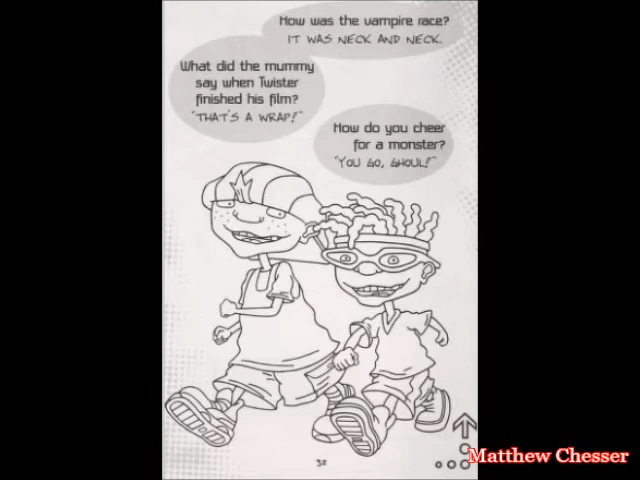 How was the vampire race?
IT WAS NECK AND NECK.
What did the mummy
say when Twister
finished his film?
"THAT'S A WRAP!"
How do you cheer
for a monster?
"YOU GO, GHOUL!"
38
Matthew Chesser